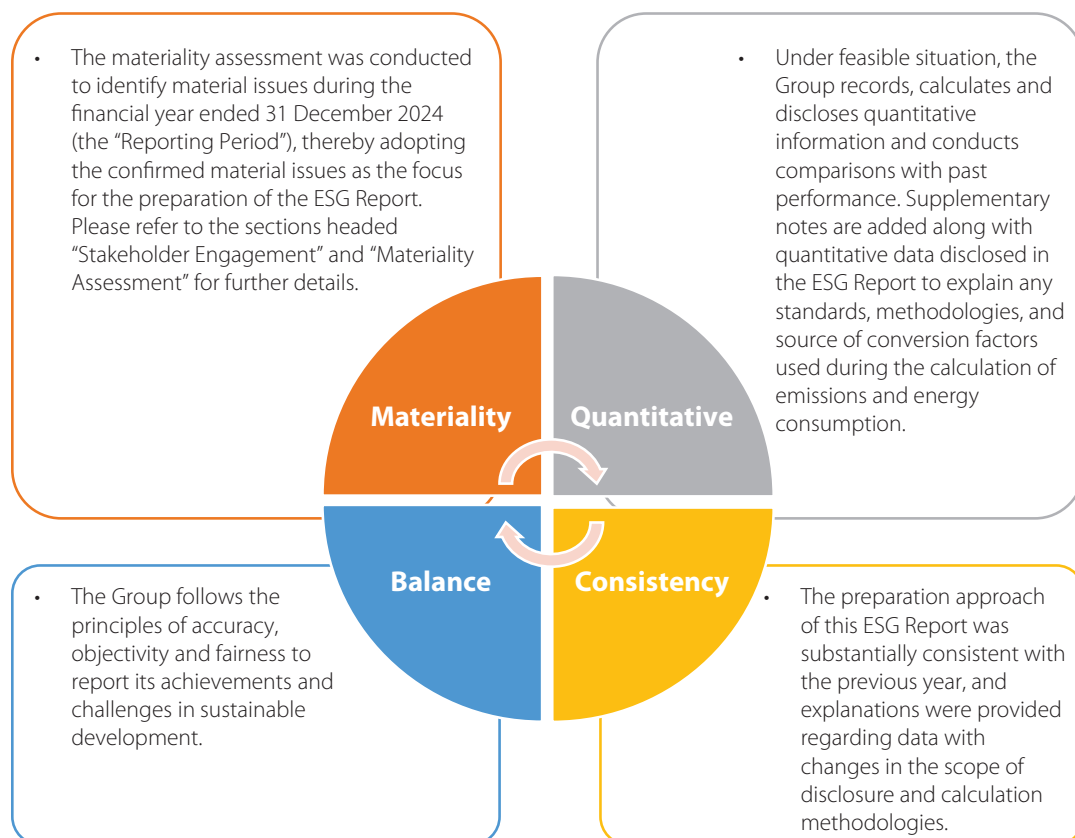 • The materiality assessment was conducted
to identify material issues during the
financial year ended 31 December 2024
(the “Reporting Period”), thereby adopting
the confirmed material issues as the focus
for the preparation of the ESG Report.
Please refer to the sections headed
“Stakeholder Engagement” and “Materiality
Assessment” for further details.
• Under feasible situation, the
Group records, calculates and
discloses quantitative
information and conducts
comparisons with past
performance. Supplementary
notes are added along with
quantitative data disclosed in
the ESG Report to explain any
standards, methodologies, and
source of conversion factors
used during the calculation of
emissions and energy
consumption.
Materiality
Quantitative
Balance
Consistency
• The Group follows the
principles of accuracy,
objectivity and fairness to
report its achievements and
challenges in sustainable
development.
• The preparation approach
of this ESG Report was
substantially consistent with
the previous year, and
explanations were provided
regarding data with
changes in the scope of
disclosure and calculation
methodologies.